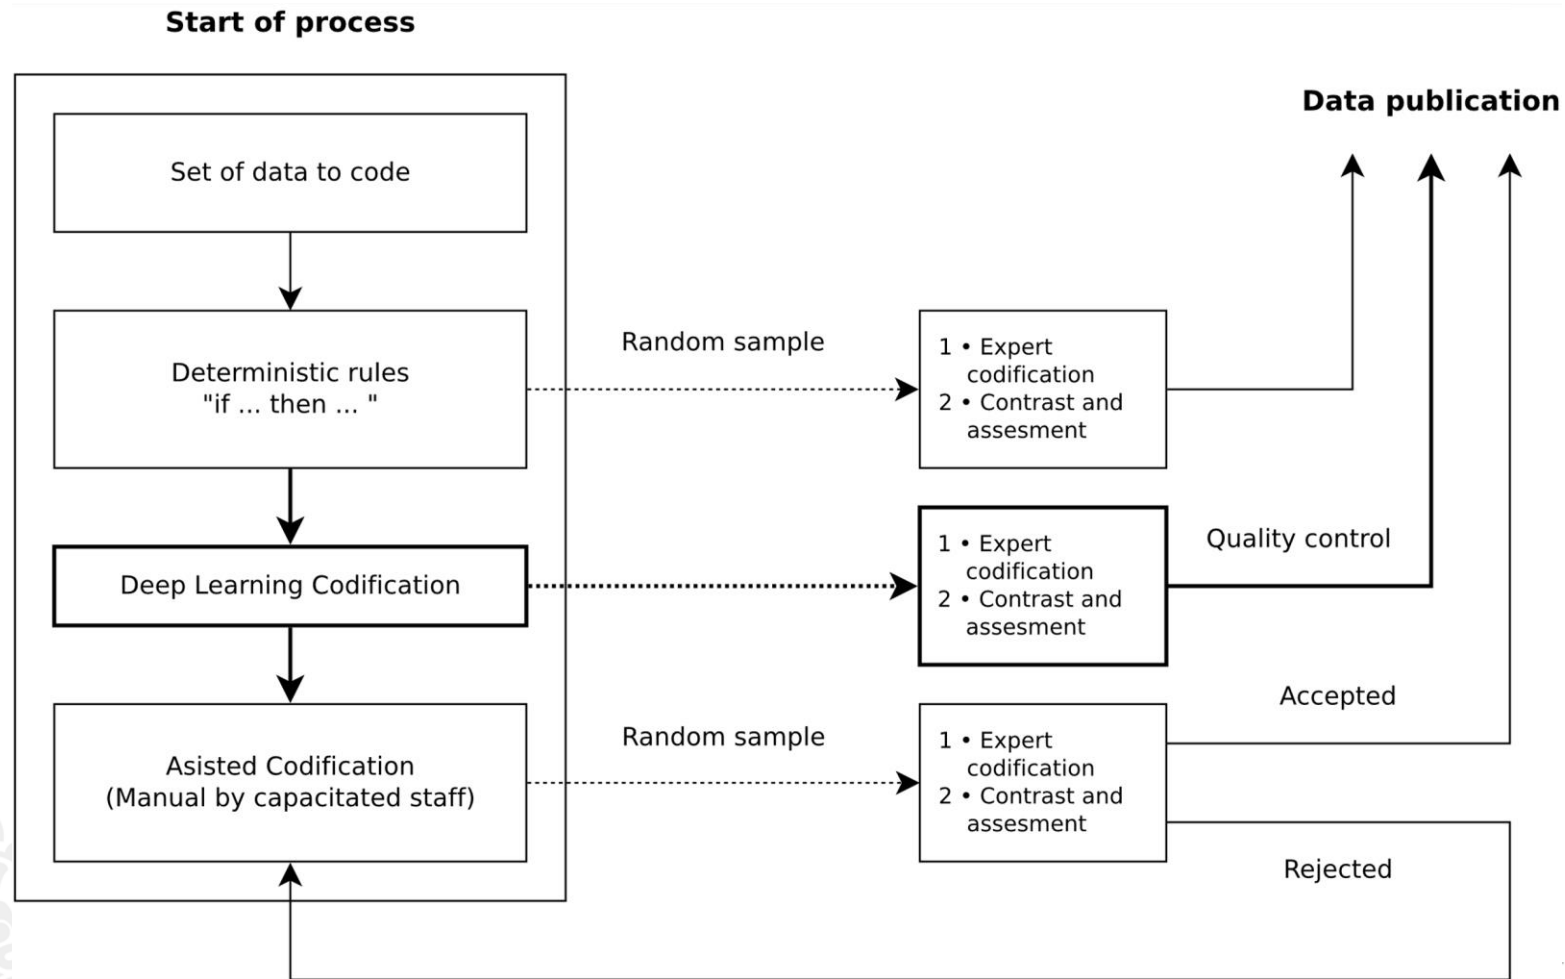 Start of process
Data publication
Set of data to code
Deterministic rules
"if ... then ... "
Random sample
1 • Expert
codification
2 • Contrast and
assesment
Deep Learning Codification
1 • Expert
codification
2 • Contrast and
assesment
Quality control
Asisted Codification
(Manual by capacitated staff)
Random sample
1 • Expert
codification
2 • Contrast and
assesment
Accepted
Rejected